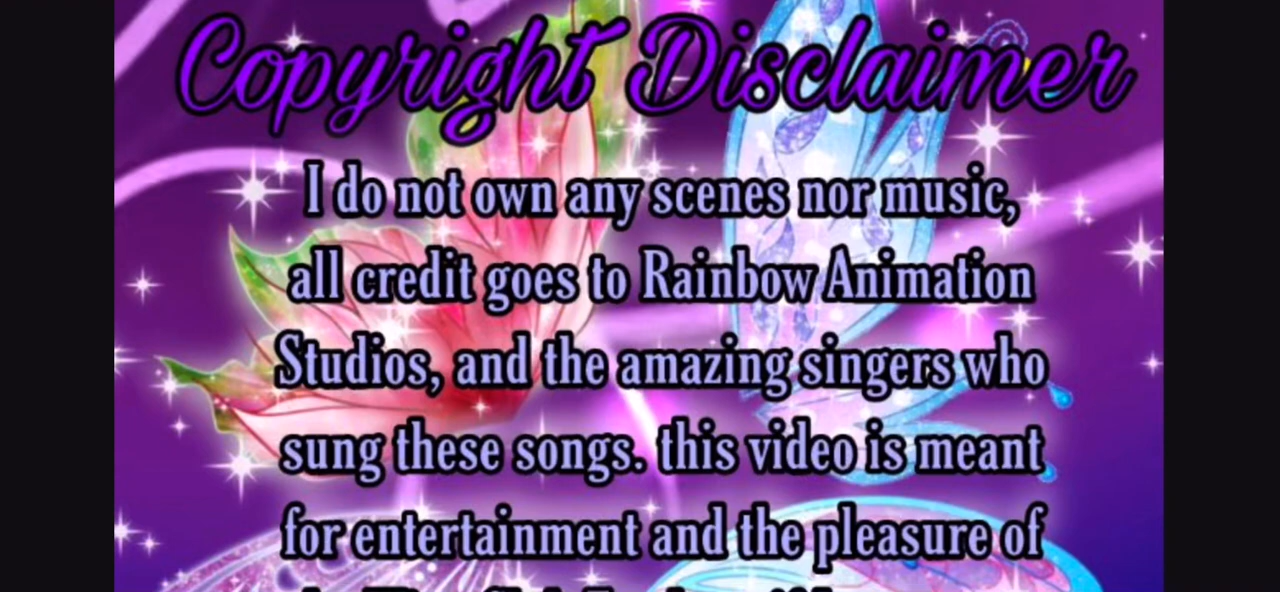 Copyright Disclaimer
I do not own any scenes nor music,
all credit goes to Rainbow Animation
Studios, and the amazing singers who
sung these songs. this video is meant
for entertainment and the pleasure of